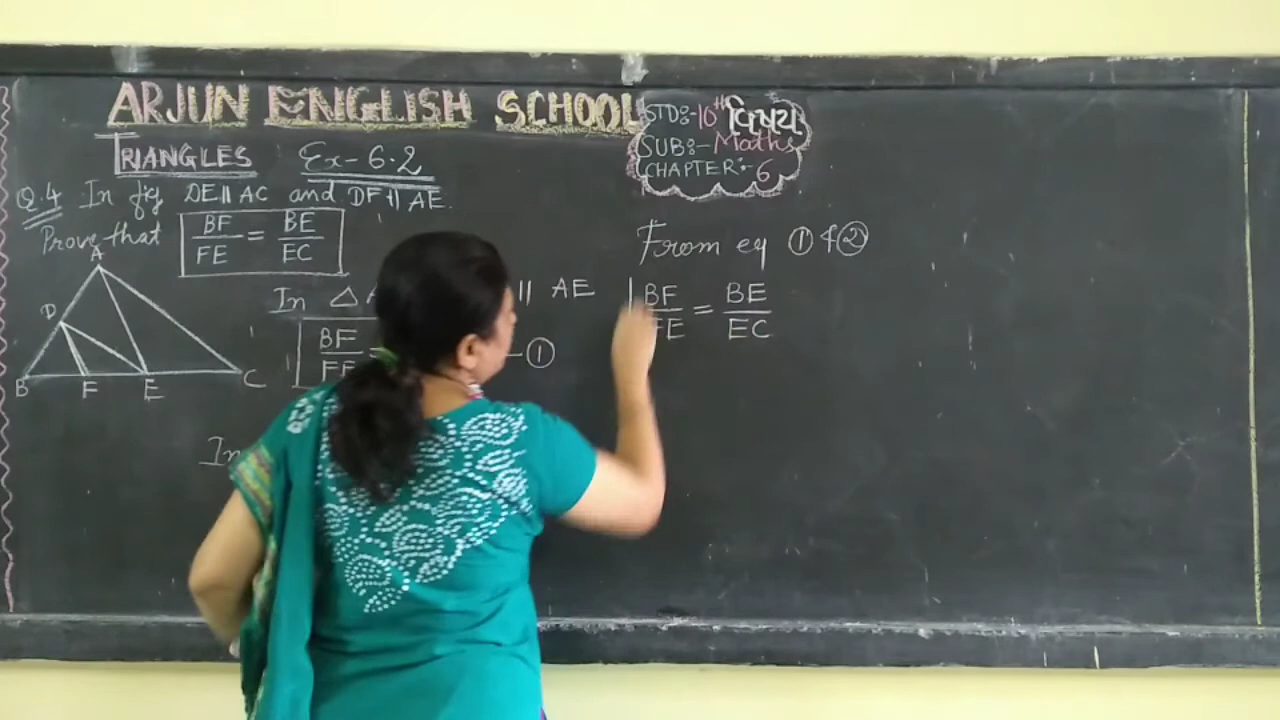 ARJUN ENGLISH SCHOOL
STD:-10th વિષય
SUB:- Maths
CHAPTER:- 6
TRIANGLES Ex-6.2
Q.4 In fig DE || AC and DF || AE.
Prove that BF/FE = BE/EC
A
D
B F E C
In △ || AE
BF/FE = - ①
In
From eq ① & ②
BF/FE = BE/EC